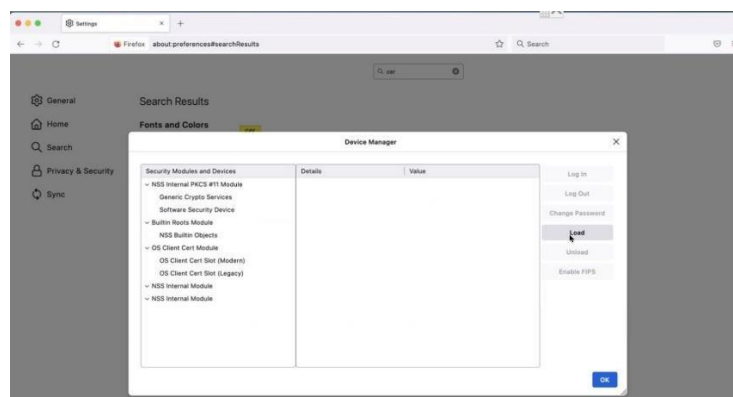 Settings
Firefox about:preferences#searchResults
Search
General
Home
Search
Privacy & Security
Sync
Search Results
Fonts and Colors
Device Manager
Security Modules and Devices
NSS Internal PKCS #11 Module
Generic Crypto Services
Software Security Device
Builtin Roots Module
NSS Builtin Objects
OS Client Cert Module
OS Client Cert Slot (Modern)
OS Client Cert Slot (Legacy)
NSS Internal Module
NSS Internal Module
Details Value
Log In
Log Out
Change Password
Load
Unload
Enable FIPS
OK